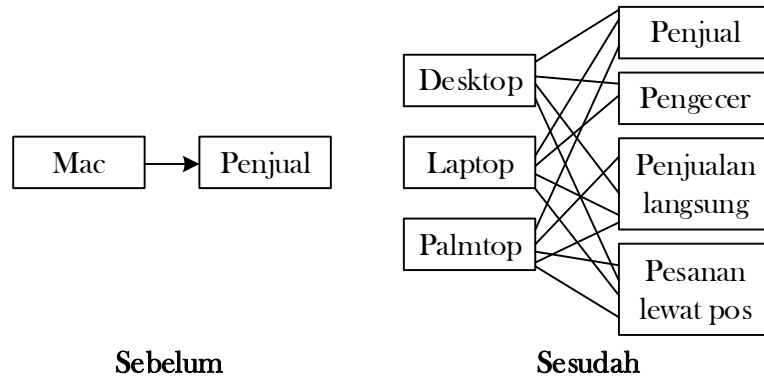 Mac
Penjual
Sebelum
Desktop
Laptop
Palmtop
Penjual
Pengecer
Penjualan
langsung
Pesanan
lewat pos
Sesudah